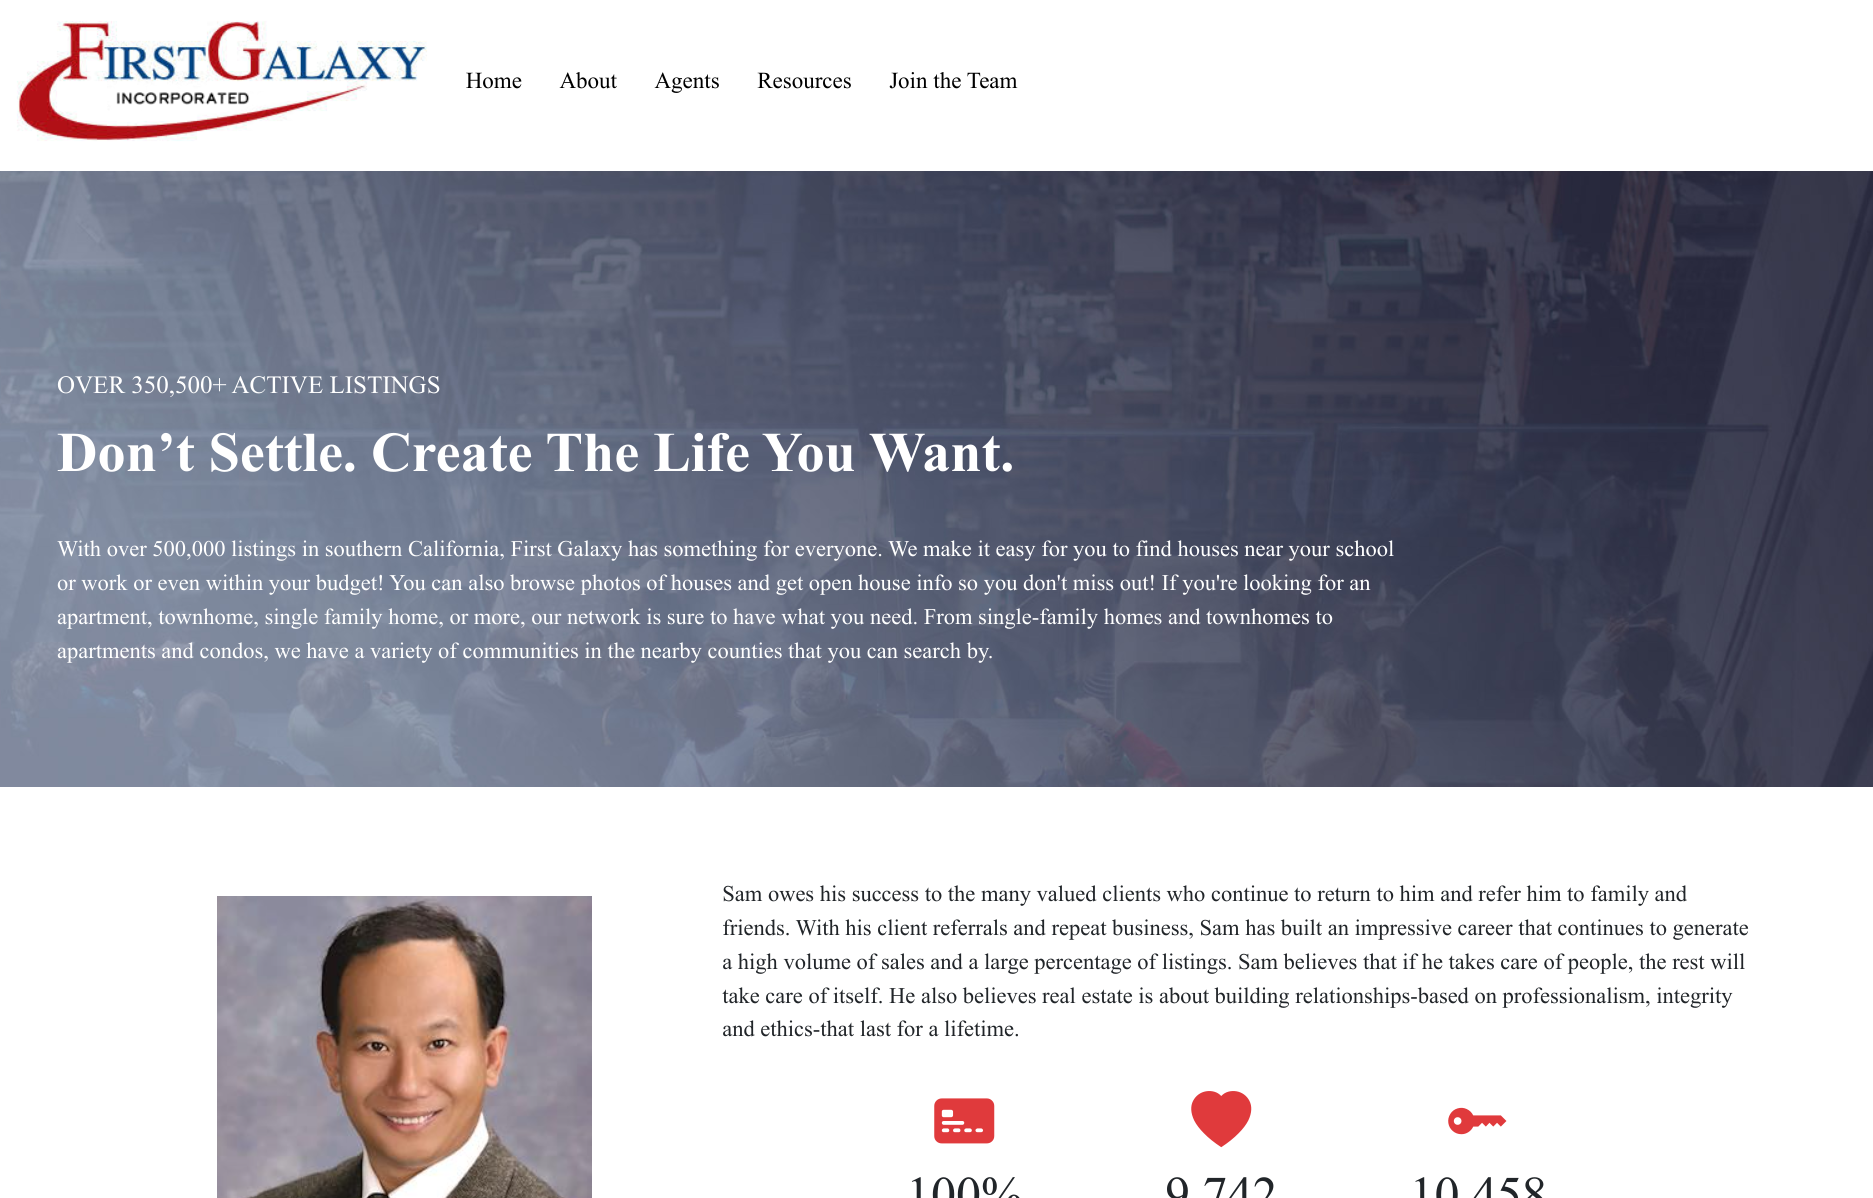 FIRSTGALAXY
INCORPORATED
Home About Agents Resources Join the Team
OVER 350,500+ ACTIVE LISTINGS
Don’t Settle. Create The Life You Want.
With over 500,000 listings in southern California, First Galaxy has something for everyone. We make it easy for you to find houses near your school
or work or even within your budget! You can also browse photos of houses and get open house info so you don't miss out! If you're looking for an
apartment, townhome, single family home, or more, our network is sure to have what you need. From single-family homes and townhomes to
apartments and condos, we have a variety of communities in the nearby counties that you can search by.
Sam owes his success to the many valued clients who continue to return to him and refer him to family and
friends. With his client referrals and repeat business, Sam has built an impressive career that continues to generate
a high volume of sales and a large percentage of listings. Sam believes that if he takes care of people, the rest will
take care of itself. He also believes real estate is about building relationships-based on professionalism, integrity
and ethics-that last for a lifetime.
100% 9,742 10,458